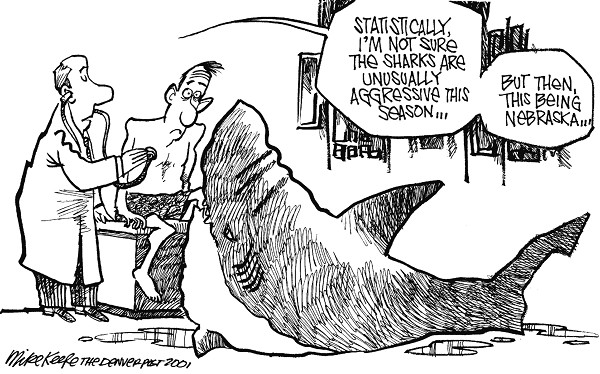 STATISTICALLY,
I'M NOT SURE
THE SHARKS ARE
UNUSUALLY
AGGRESSIVE THIS
SEASON...
BUT THEN,
THIS BEING
NEBRASKA...
MIKE KEEFE THE DENVER POST 2001